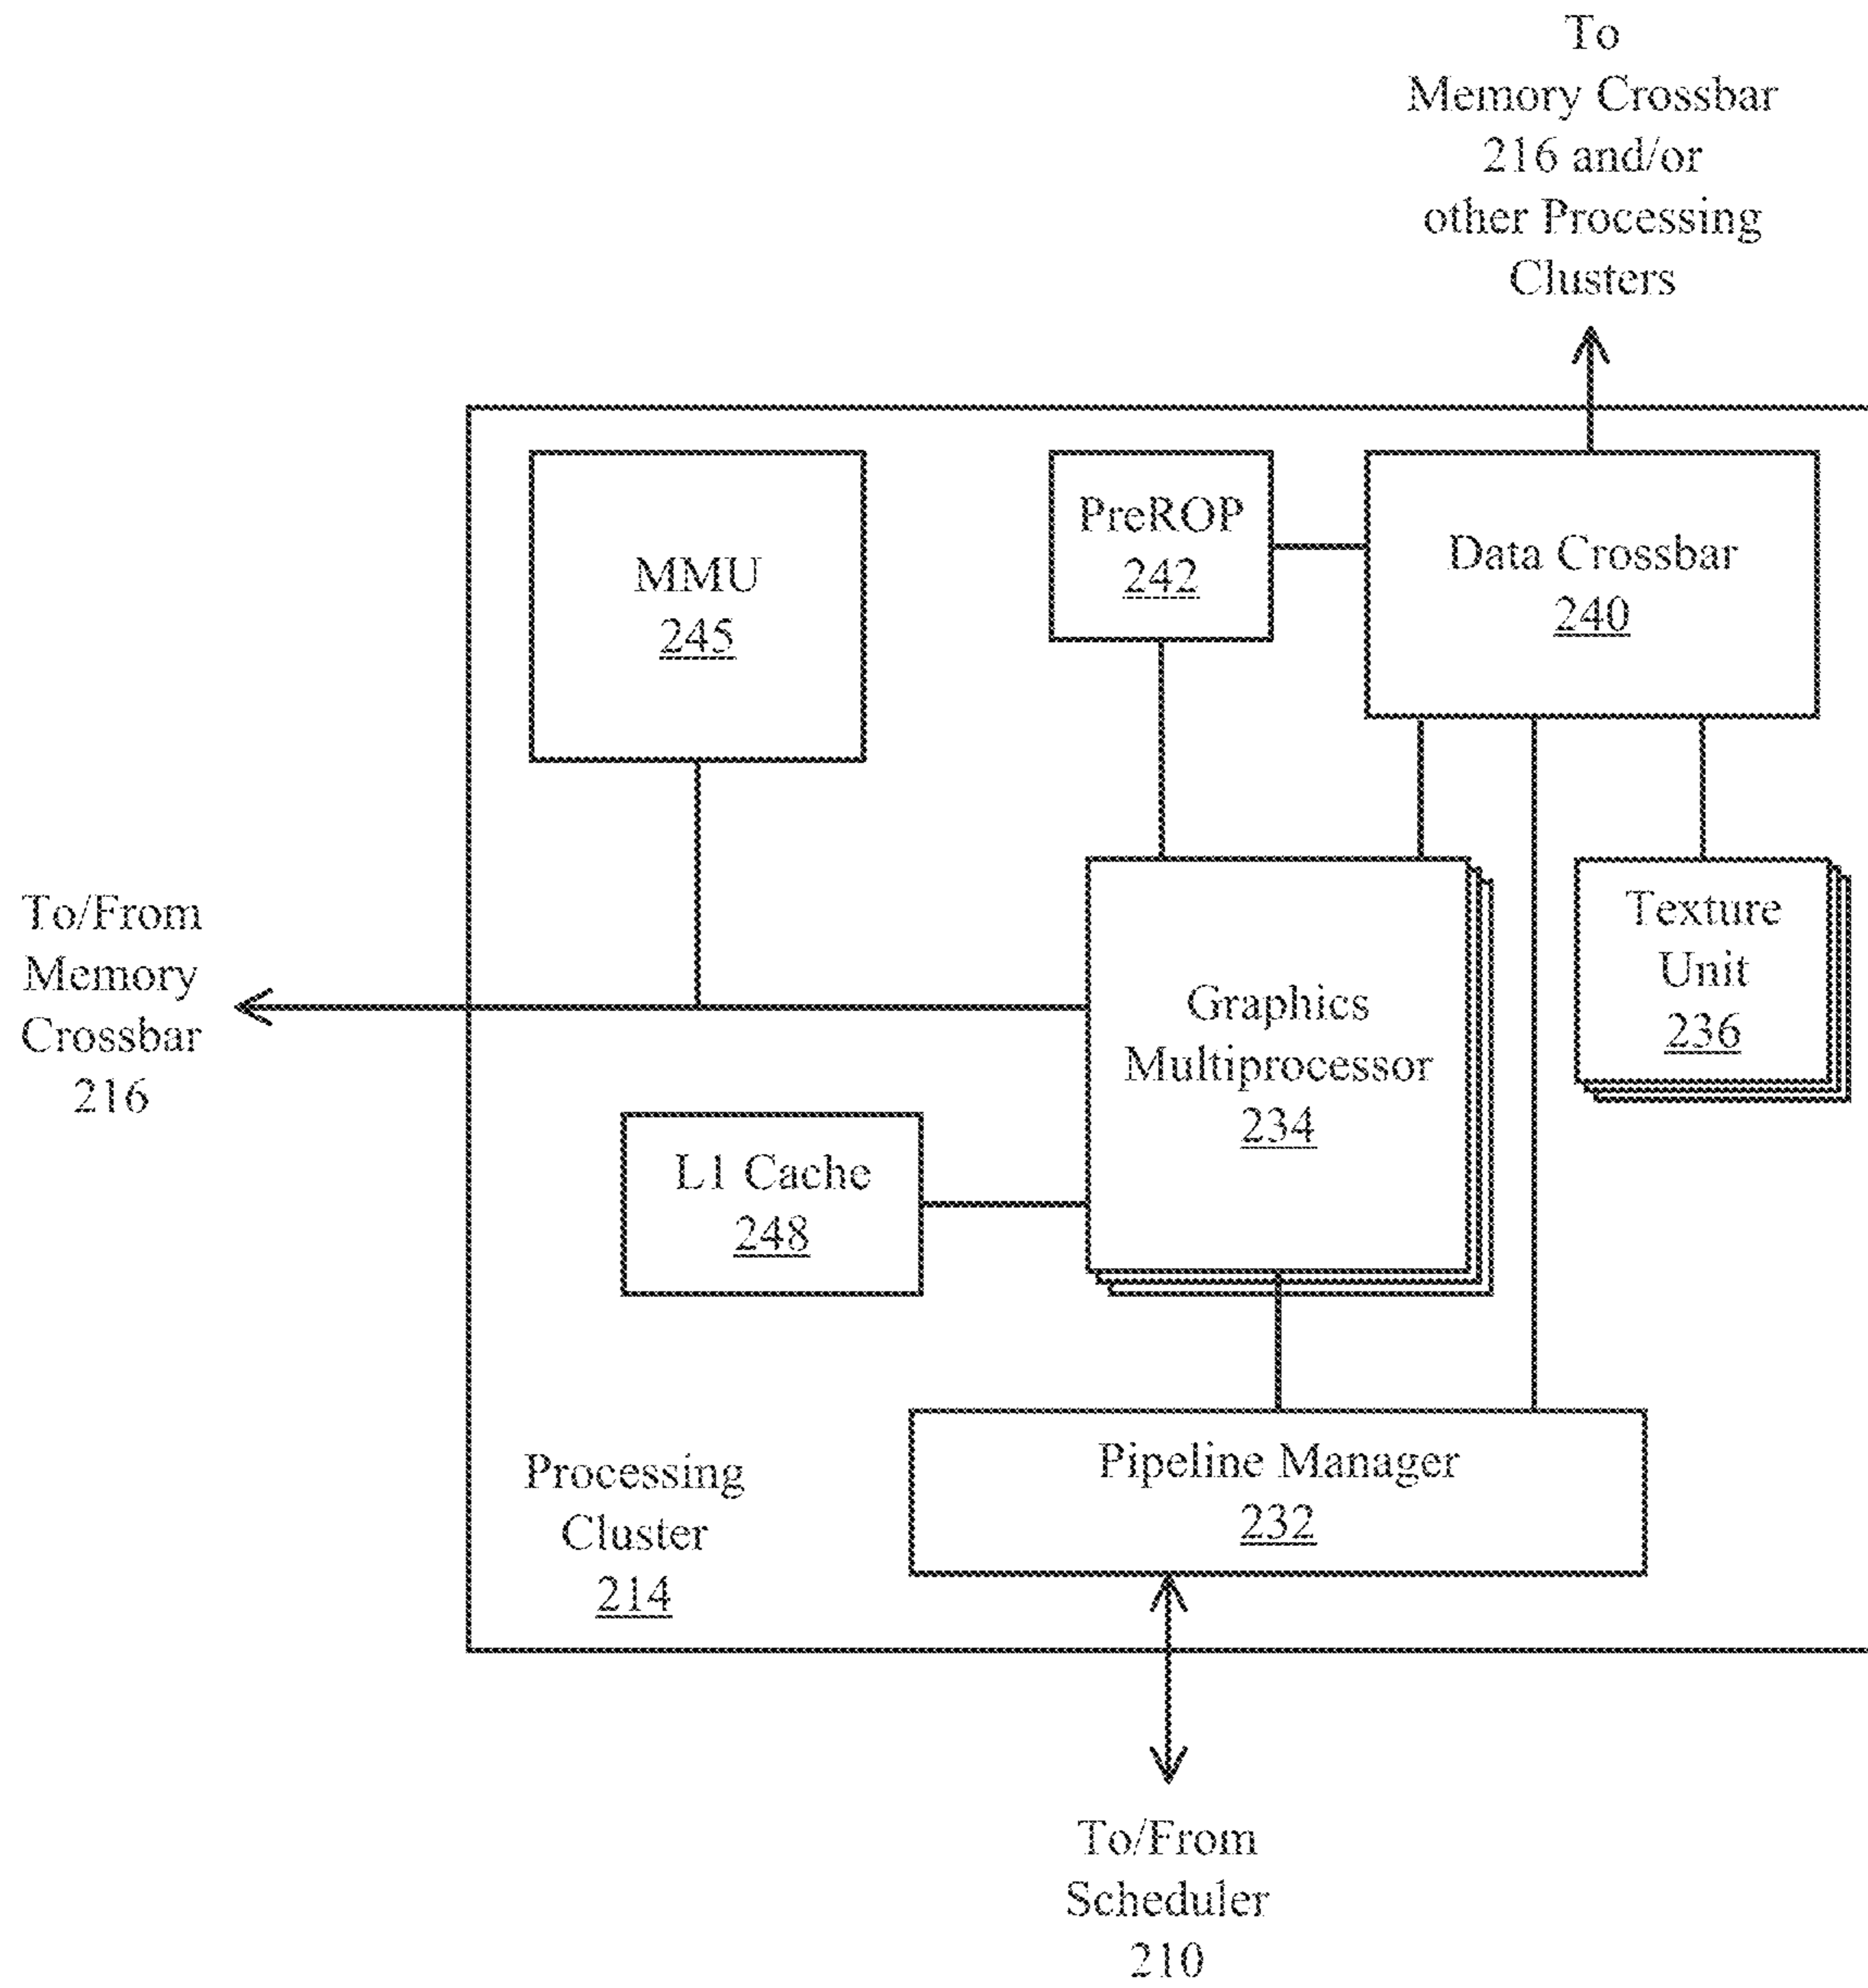 To
Memory Crossbar
216 and/or
other Processing
Clusters
MMU
245
PreROP
242
Data Crossbar
240
To/From
Memory
Crossbar
216
Graphics
Multiprocessor
234
Texture
Unit
236
L1 Cache
248
Processing
Cluster
214
Pipeline Manager
232
To/From
Scheduler
210